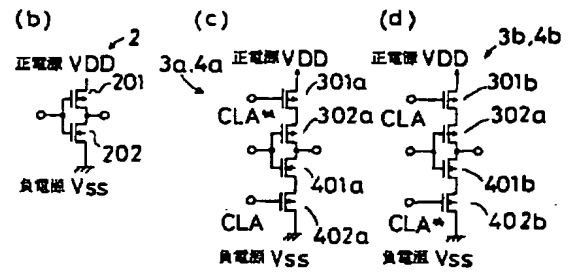 (b)
2
正電源 VDD
201
202
負電源 VSS
(c)
3a,4a
正電源 VDD
301a
CLA*
302a
401a
CLA
402a
負電源 VSS
(d)
3b,4b
正電源 VDD
301b
CLA
302a
401b
CLA*
402b
負電源 VSS